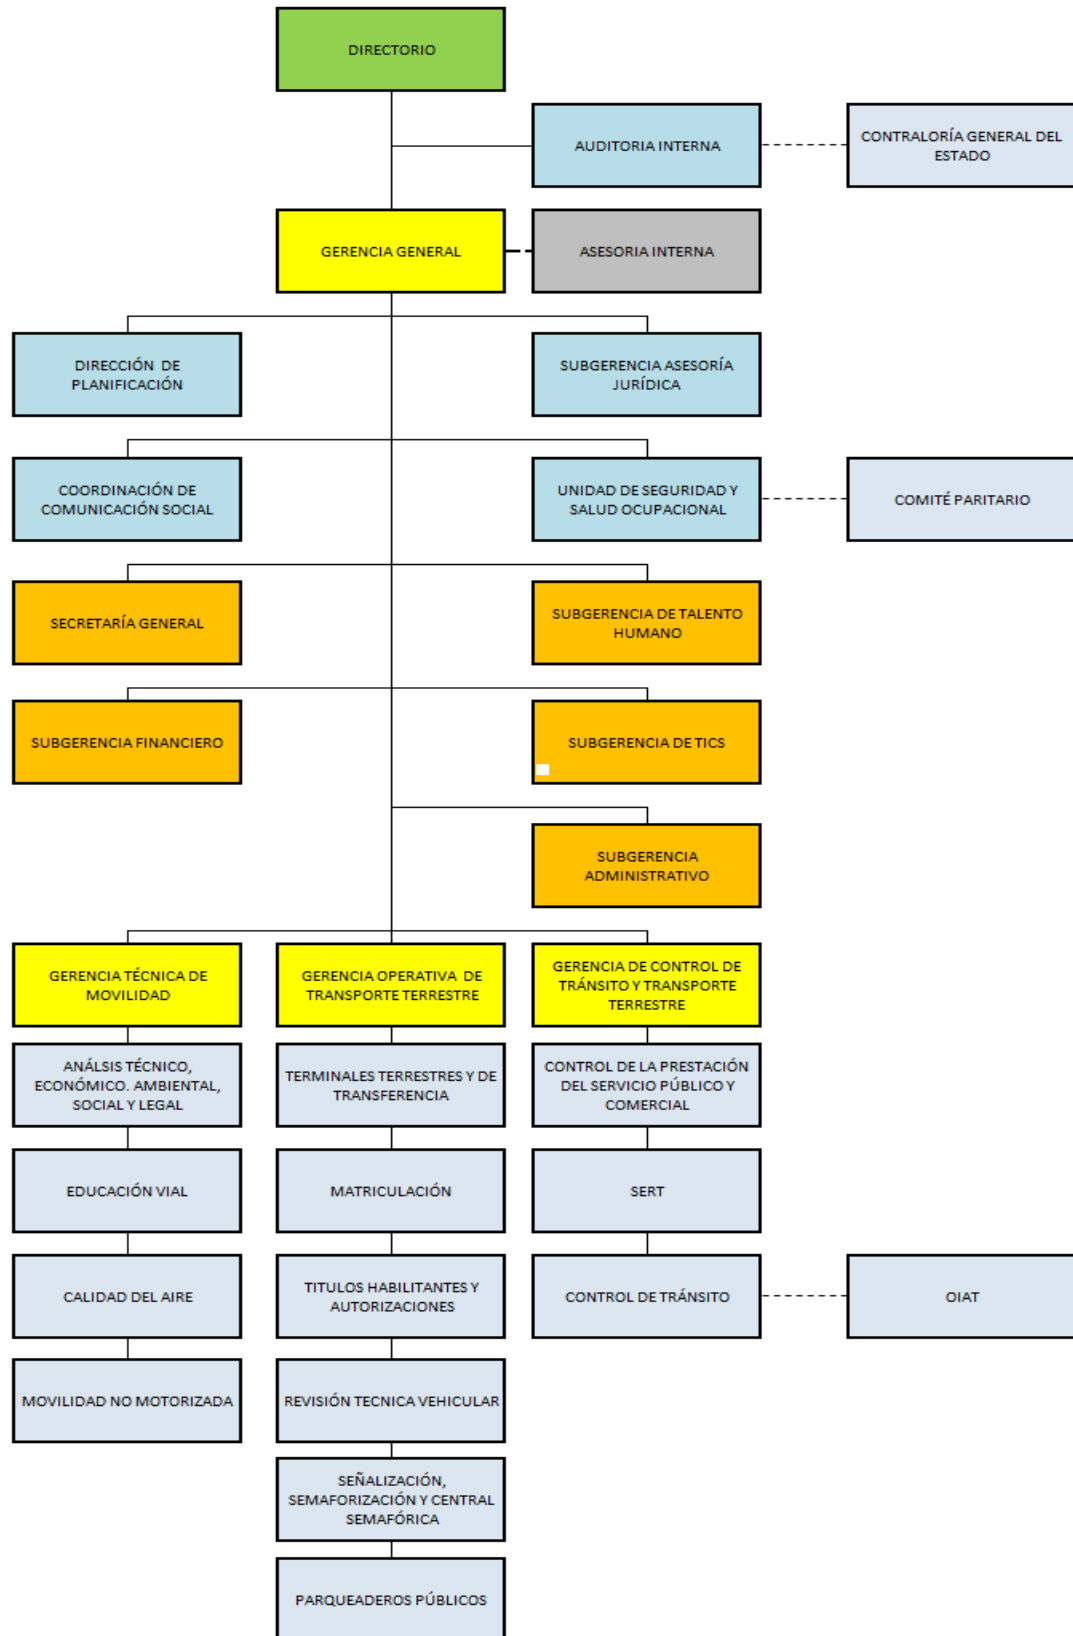 DIRECTORIO
AUDITORIA INTERNA
CONTRALORÍA GENERAL DEL
ESTADO
GERENCIA GENERAL
ASESORIA INTERNA
DIRECCIÓN DE
PLANIFICACIÓN
SUBGERENCIA ASESORÍA
JURÍDICA
COORDINACIÓN DE
COMUNICACIÓN SOCIAL
UNIDAD DE SEGURIDAD Y
SALUD OCUPACIONAL
COMITÉ PARITARIO
SECRETARÍA GENERAL
SUBGERENCIA DE TALENTO
HUMANO
SUBGERENCIA FINANCIERO
SUBGERENCIA DE TICS
SUBGERENCIA
ADMINISTRATIVO
GERENCIA TÉCNICA DE
MOVILIDAD
GERENCIA OPERATIVA DE
TRANSPORTE TERRESTRE
GERENCIA DE CONTROL DE
TRÁNSITO Y TRANSPORTE
TERRESTRE
ANÁLSIS TÉCNICO,
ECONÓMICO. AMBIENTAL,
SOCIAL Y LEGAL
TERMINALES TERRESTRES Y DE
TRANSFERENCIA
CONTROL DE LA PRESTACIÓN
DEL SERVICIO PÚBLICO Y
COMERCIAL
EDUCACIÓN VIAL
MATRICULACIÓN
SERT
CALIDAD DEL AIRE
TITULOS HABILITANTES Y
AUTORIZACIONES
CONTROL DE TRÁNSITO
OIAT
MOVILIDAD NO MOTORIZADA
REVISIÓN TECNICA VEHICULAR
SEÑALIZACIÓN,
SEMAFORIZACIÓN Y CENTRAL
SEMAFÓRICA
PARQUEADEROS PÚBLICOS